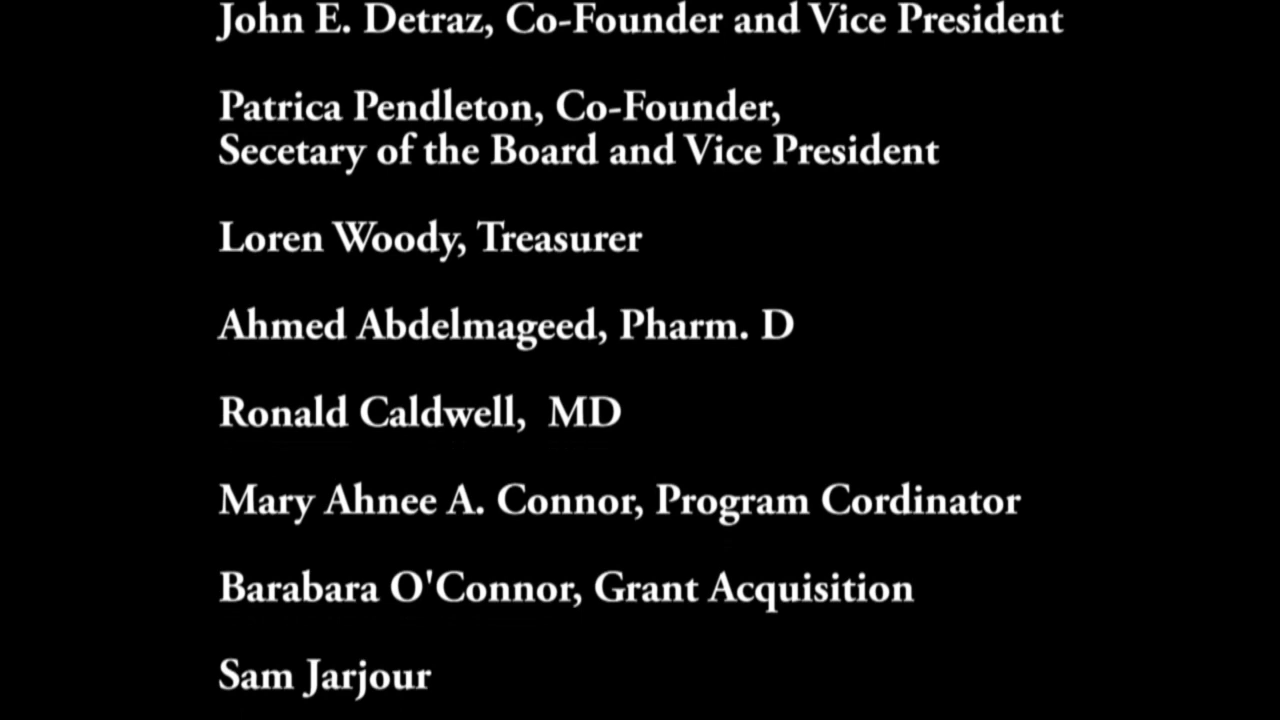 John E. Detraz, Co-Founder and Vice President
Patrica Pendleton, Co-Founder,
Secetary of the Board and Vice President
Loren Woody, Treasurer
Ahmed Abdelmageed, Pharm. D
Ronald Caldwell,  MD
Mary Ahnee A. Connor, Program Cordinator
Barabara O'Connor, Grant Acquisition
Sam Jarjour